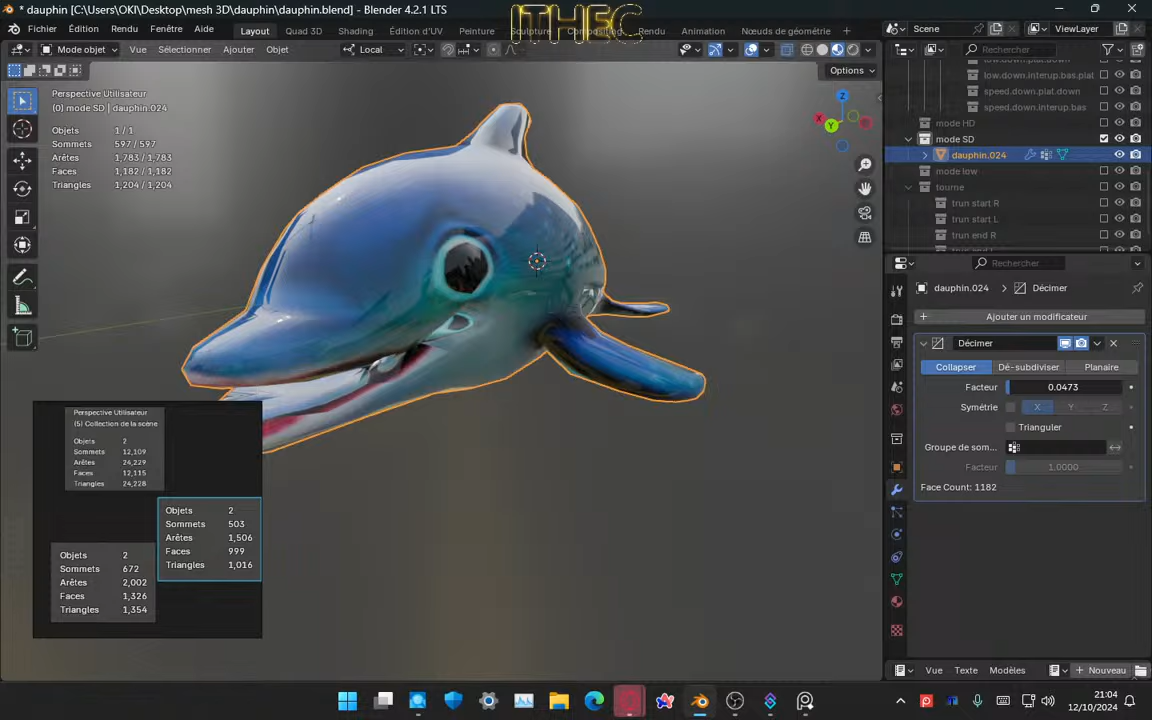 * dauphin [C:\Users\OKI\Desktop\mesh 3D\dauphin\dauphin.blend] - Blender 4.2.1 LTS
ITHEC
Fichier Édition Rendu Fenêtre Aide Layout Quad 3D Shading Édition d'UV Peinture Sculpture Compositing Rendu Animation Nœuds de géométrie
Scene
ViewLayer
Mode objet Vue Sélectionner Ajouter Objet
Local
Rechercher
Options
Perspective Utilisateur
(0) mode SD | dauphin.024
Objets 1 / 1
Sommets 597 / 597
Arêtes 1,783 / 1,783
Faces 1,182 / 1,182
Triangles 1,204 / 1,204
Z
X
Y
low.down.interup.bas.plat
speed.down.plat.down
speed.down.interup.bas
mode HD
mode SD
dauphin.024
mode low
tourne
trun start R
trun start L
trun end R
Rechercher
dauphin.024 > Décimer
Ajouter un modificateur
Décimer
Collapser Dé-subdiviser Planaire
Facteur 0.0473
Symétrie X Y Z
Trianguler
Groupe de som...
Facteur 1.0000
Face Count: 1182
Perspective Utilisateur
(5) Collection de la scène
Objets 2
Sommets 12,109
Arêtes 24,229
Faces 12,115
Triangles 24,228
Objets 2
Sommets 503
Arêtes 1,506
Faces 999
Triangles 1,016
Objets 2
Sommets 672
Arêtes 2,002
Faces 1,326
Triangles 1,354
Vue Texte Modèles + Nouveau
21:04
12/10/2024